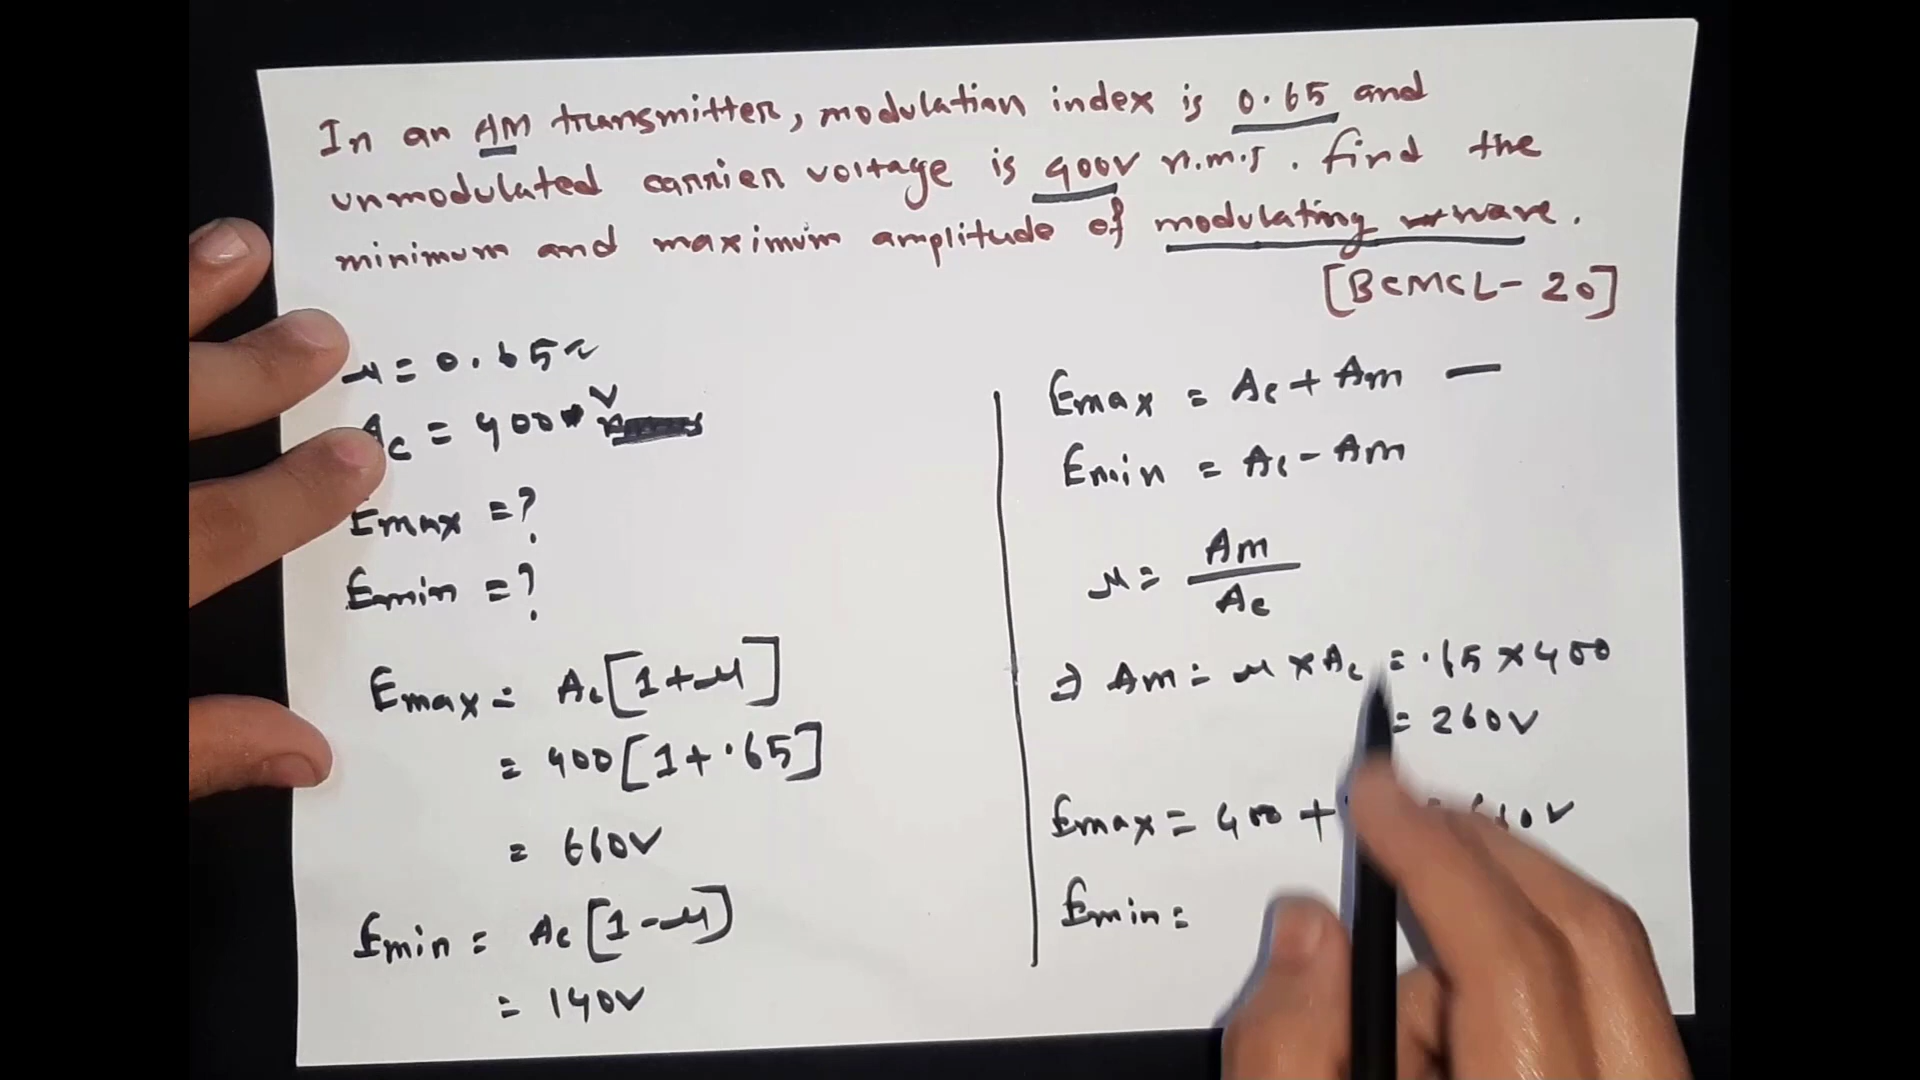 In an AM transmitter, modulation index is 0.65 and
unmodulated carrier voltage is 400V r.m.s. find the
minimum and maximum amplitude of modulating wave.
[BCMCL-20]
μ = 0.65
Ac = 400 V
Emax = ?
Emin = ?
Emax = Ac[1+μ]
= 400[1+.65]
= 660V
Emin = Ac[1-μ]
= 140V
Emax = Ac + Am —
Emin = Ac - Am
μ = Am/Ac
⇒ Am = μ × Ac = .65 × 400
= 260V
Emax = 400 +
Emin =